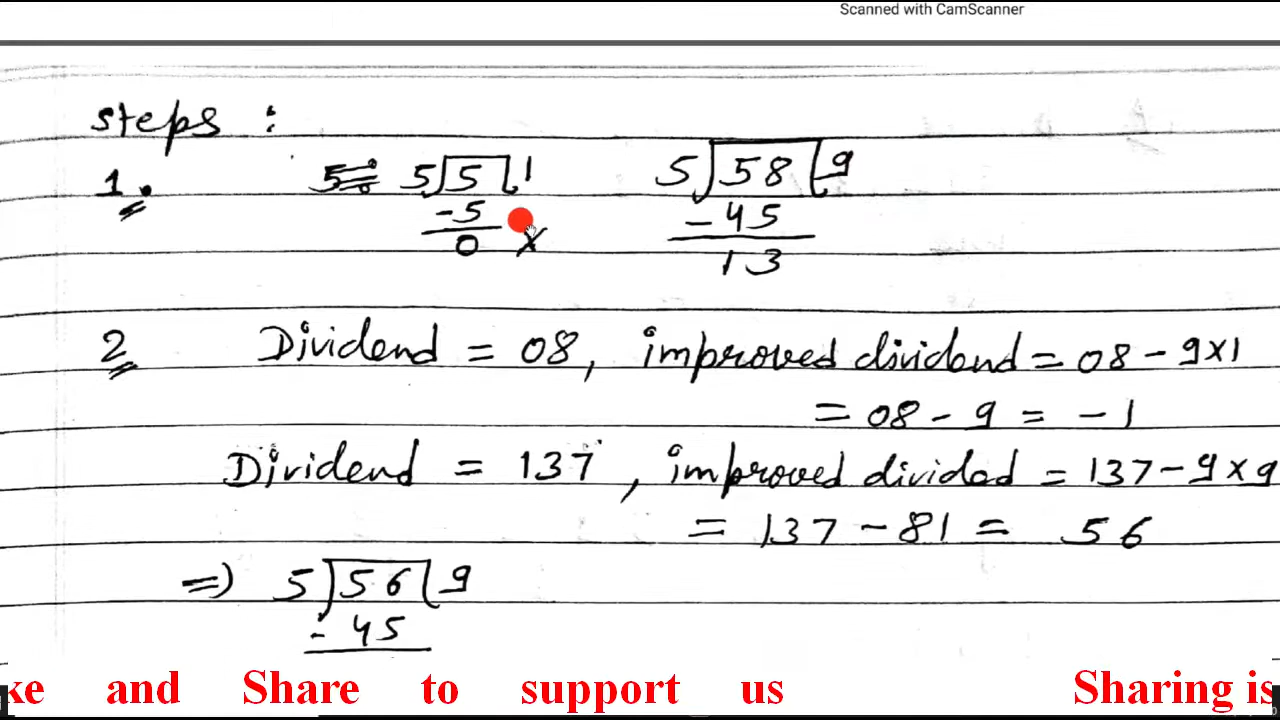 Scanned with CamScanner
steps :
1. 5÷ 5)5(1 5)58(9
-5 - 45
0 x 13
2 Dividend = 08, improved dividend = 08 - 9x1
= 08 - 9 = -1
Dividend = 137, improved divided = 137 - 9x9
= 137 - 81 = 56
=) 5)56(9
- 45
ke and Share to support us Sharing is